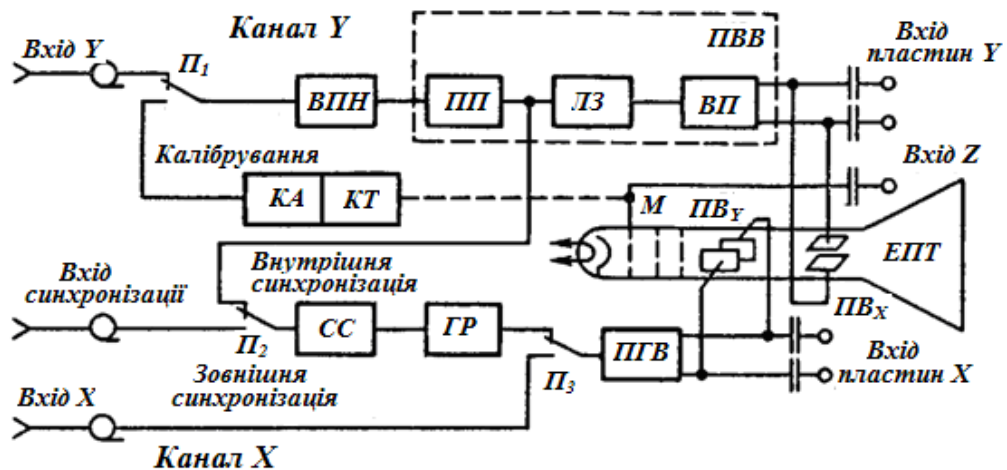 Канал Y
Вхід Y
П1
ВПН
ПП
ЛЗ
ВП
ПВВ
Вхід
пластин Y
Калібрування
КА
КТ
Вхід Z
М
ПВY
ЕПТ
ПВX
Внутрішня
синхронізація
Вхід
синхронізації
П2
СС
ГР
П3
ПГВ
Вхід
пластин X
Зовнішня
синхронізація
Вхід X
Канал X